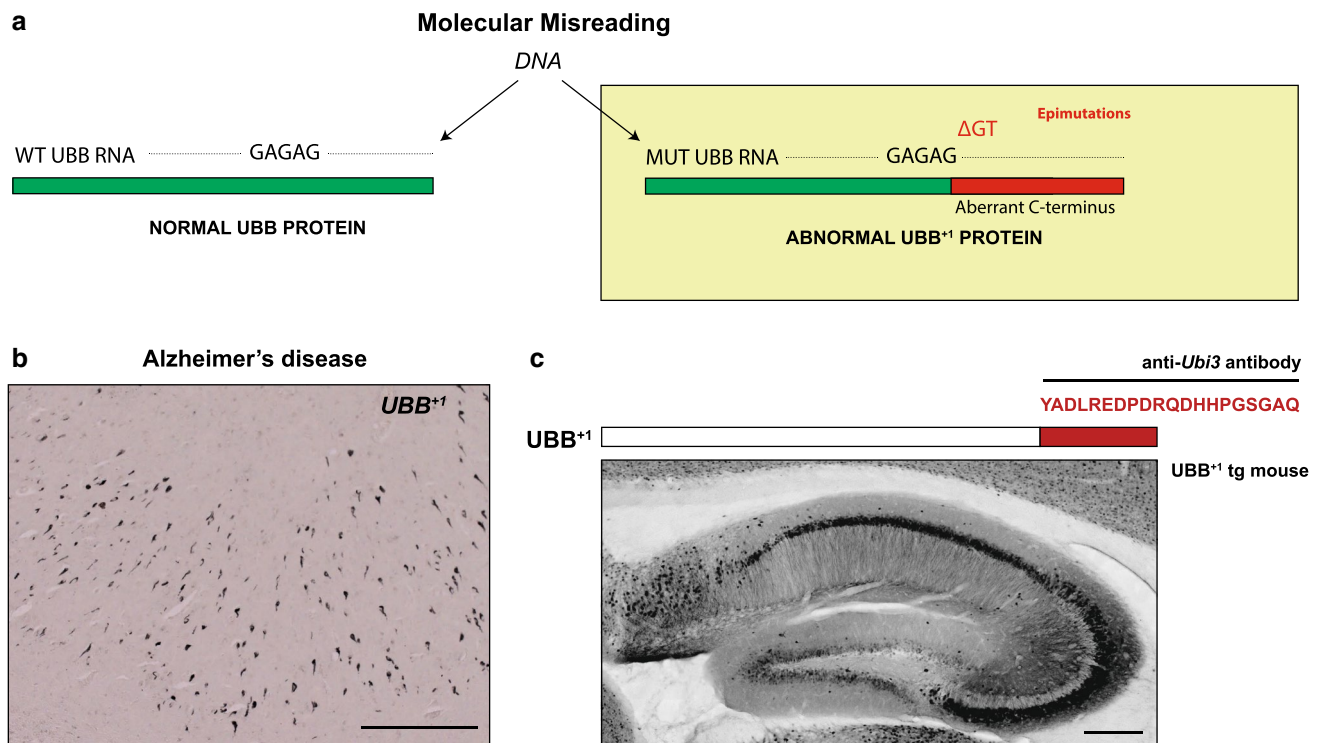 a
Molecular Misreading
DNA
WT UBB RNA GAGAG
NORMAL UBB PROTEIN
Epimutations
ΔGT
MUT UBB RNA GAGAG
Aberrant C-terminus
ABNORMAL UBB+1 PROTEIN
b Alzheimer's disease
UBB+1
c
anti-Ubi3 antibody
YADLREDPDRQDHHPGSGAQ
UBB+1
UBB+1 tg mouse